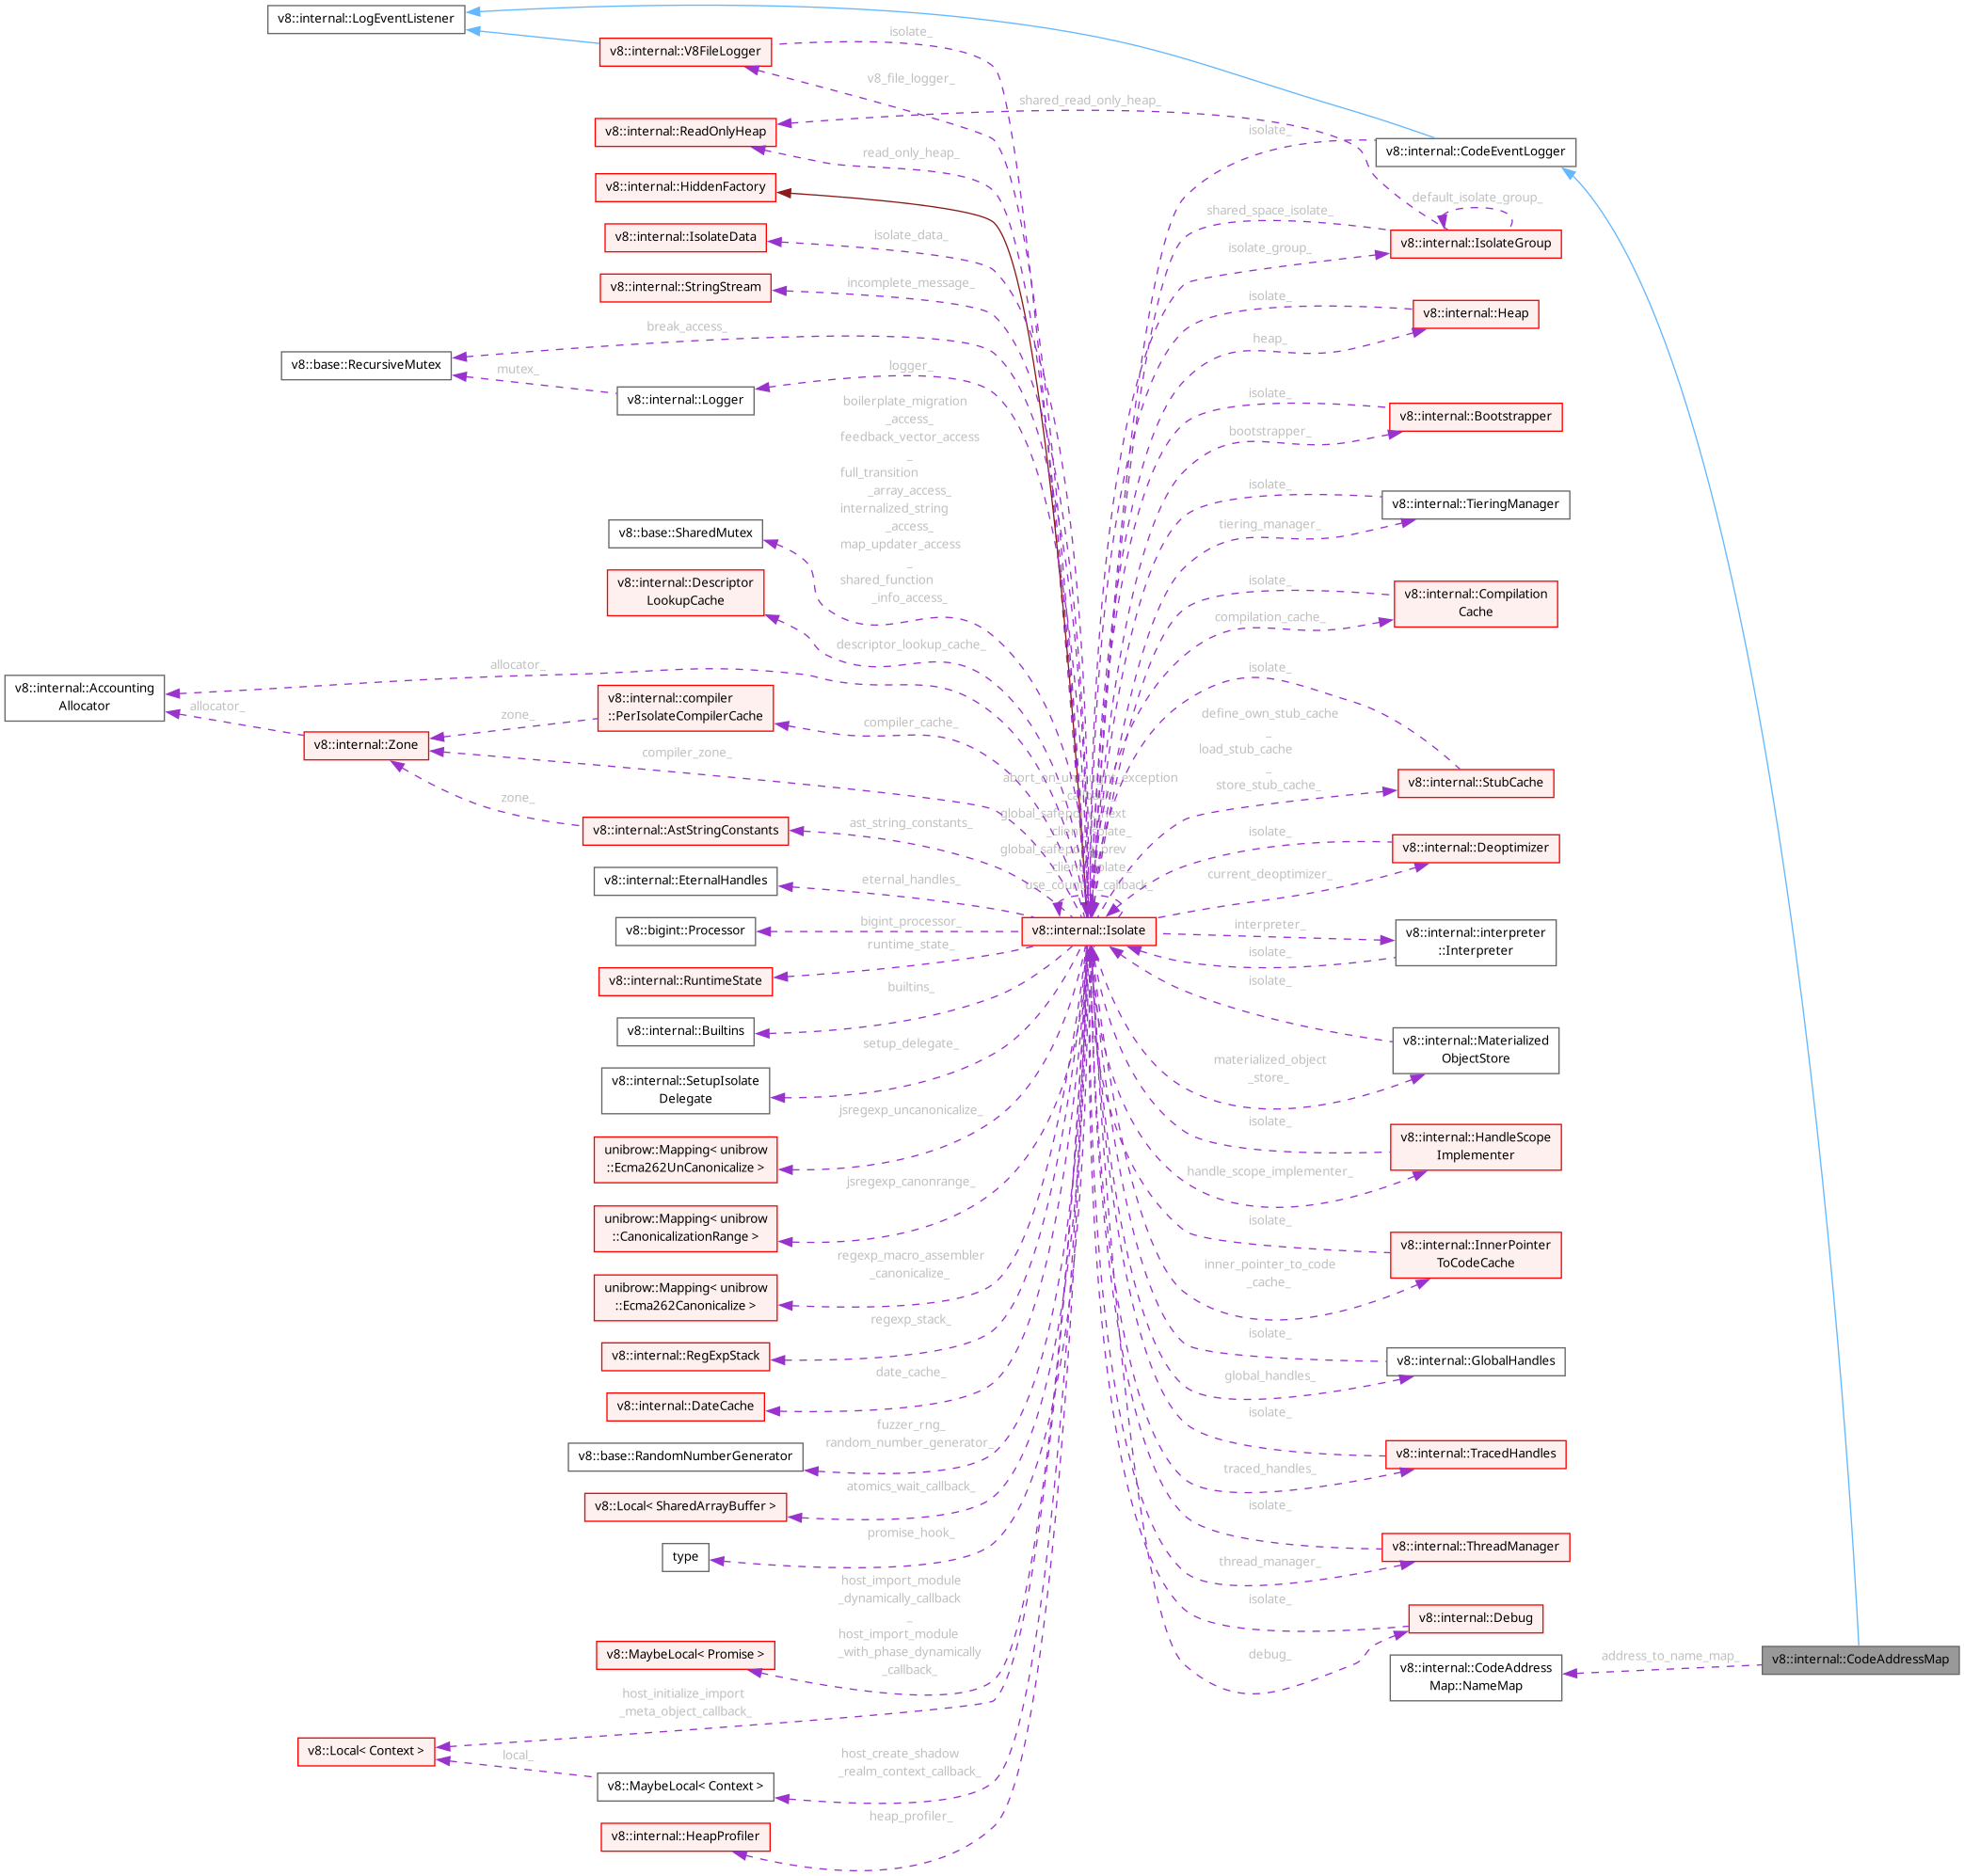 v8::internal::LogEventListener
v8::internal::V8FileLogger
isolate_
v8_file_logger_
shared_read_only_heap_
v8::internal::ReadOnlyHeap
read_only_heap_
isolate_
v8::internal::CodeEventLogger
v8::internal::HiddenFactory
default_isolate_group_
shared_space_isolate_
v8::internal::IsolateData
isolate_data_
isolate_group_
v8::internal::IsolateGroup
v8::internal::StringStream
incomplete_message_
isolate_
v8::internal::Heap
heap_
break_access_
v8::base::RecursiveMutex
mutex_
v8::internal::Logger
logger_
isolate_
v8::internal::Bootstrapper
bootstrapper_
boilerplate_migration
_access_
feedback_vector_access
_
full_transition
_array_access_
internalized_string
_access_
map_updater_access
_
shared_function
_info_access_
isolate_
v8::internal::TieringManager
tiering_manager_
v8::base::SharedMutex
v8::internal::Descriptor
LookupCache
descriptor_lookup_cache_
isolate_
v8::internal::Compilation
Cache
compilation_cache_
allocator_
v8::internal::Accounting
Allocator
allocator_
v8::internal::compiler
::PerIsolateCompilerCache
zone_
compiler_cache_
v8::internal::Zone
compiler_zone_
zone_
isolate_
define_own_stub_cache
_
load_stub_cache
_
store_stub_cache_
v8::internal::StubCache
v8::internal::AstStringConstants
ast_string_constants_
use_counter_callback_
isolate_
v8::internal::Deoptimizer
current_deoptimizer_
v8::internal::EternalHandles
eternal_handles_
v8::bigint::Processor
bigint_processor_
v8::internal::Isolate
interpreter_
v8::internal::interpreter
::Interpreter
isolate_
v8::internal::RuntimeState
runtime_state_
v8::internal::Builtins
builtins_
isolate_
v8::internal::Materialized
ObjectStore
materialized_object
_store_
v8::internal::SetupIsolate
Delegate
setup_delegate_
unibrow::Mapping< unibrow
::Ecma262UnCanonicalize >
jsregexp_uncanonicalize_
isolate_
v8::internal::HandleScope
Implementer
handle_scope_implementer_
unibrow::Mapping< unibrow
::CanonicalizationRange >
jsregexp_canonrange_
isolate_
v8::internal::InnerPointer
ToCodeCache
inner_pointer_to_code
_cache_
unibrow::Mapping< unibrow
::Ecma262Canonicalize >
regexp_macro_assembler
_canonicalize_
v8::internal::RegExpStack
regexp_stack_
isolate_
v8::internal::GlobalHandles
global_handles_
v8::internal::DateCache
date_cache_
v8::base::RandomNumberGenerator
fuzzer_rng_
random_number_generator_
isolate_
v8::internal::TracedHandles
traced_handles_
v8::Local< SharedArrayBuffer >
atomics_wait_callback_
type
promise_hook_
isolate_
v8::internal::ThreadManager
thread_manager_
host_import_module
_dynamically_callback
_
host_import_module
_with_phase_dynamically
_callback_
v8::MaybeLocal< Promise >
isolate_
v8::internal::Debug
debug_
v8::internal::CodeAddress
Map::NameMap
address_to_name_map_
v8::internal::CodeAddressMap
host_initialize_import
_meta_object_callback_
v8::Local< Context >
local_
v8::MaybeLocal< Context >
host_create_shadow
_realm_context_callback_
v8::internal::HeapProfiler
heap_profiler_